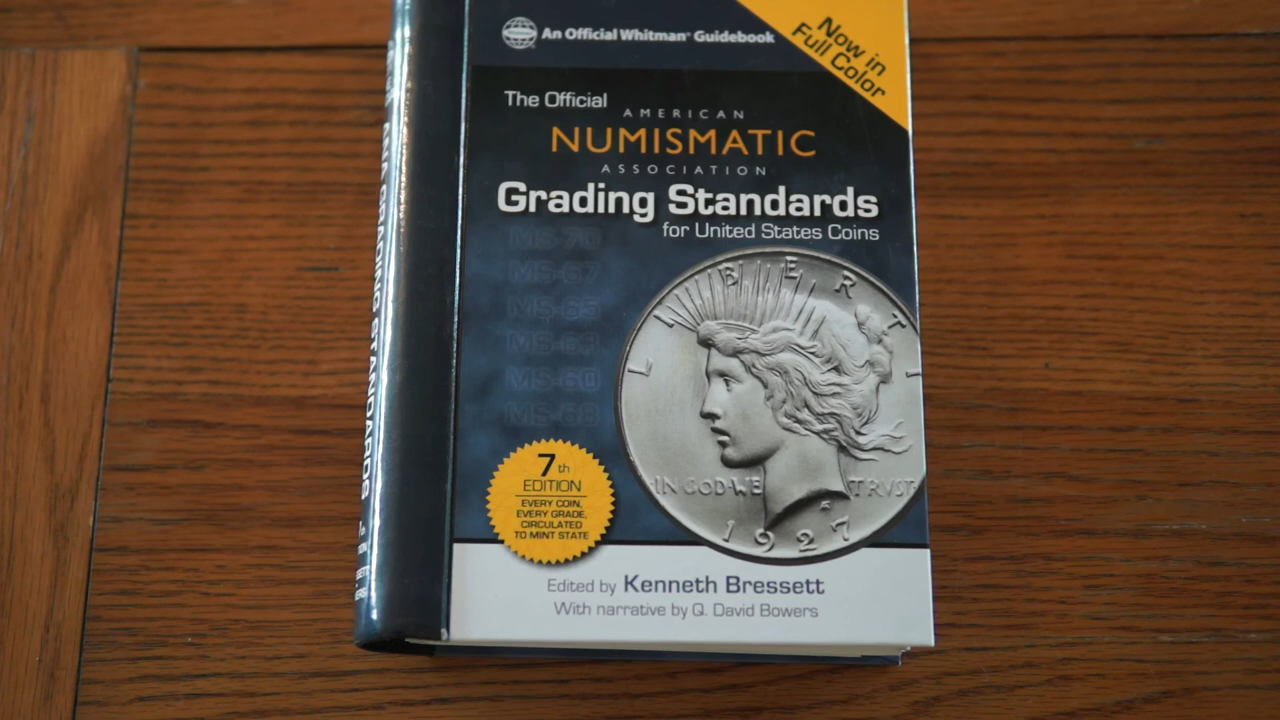 An Official Whitman® Guidebook
Now in
Full Color
The Official
AMERICAN
NUMISMATIC
ASSOCIATION
Grading Standards
for United States Coins
MS-70
MS-67
MS-65
MS-63
MS-60
MS-68
LIBERTY
IN GOD WE TRUST
1927
7th
EDITION
EVERY COIN,
EVERY GRADE,
CIRCULATED
TO MINT STATE
Edited by Kenneth Bressett
With narrative by Q. David Bowers
ANA GRADING STANDARDS